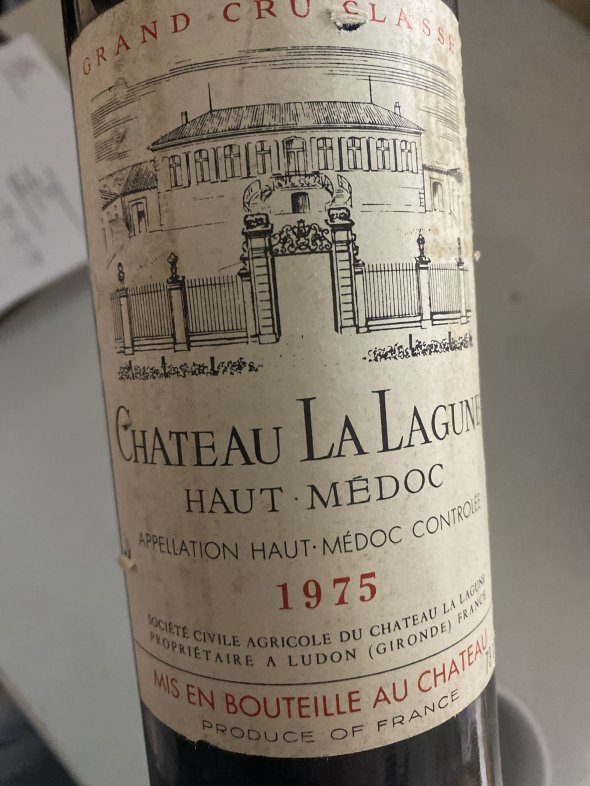 GRAND CRU CLASSÉ
CHATEAU LA LAGUNE
HAUT · MÉDOC
APPELLATION HAUT·MÉDOC CONTROLÉE
1975
SOCIÉTÉ CIVILE AGRICOLE DU CHATEAU LA LAGUNE
PROPRIÉTAIRE A LUDON (GIRONDE) FRANCE
MIS EN BOUTEILLE AU CHATEAU
PRODUCE OF FRANCE